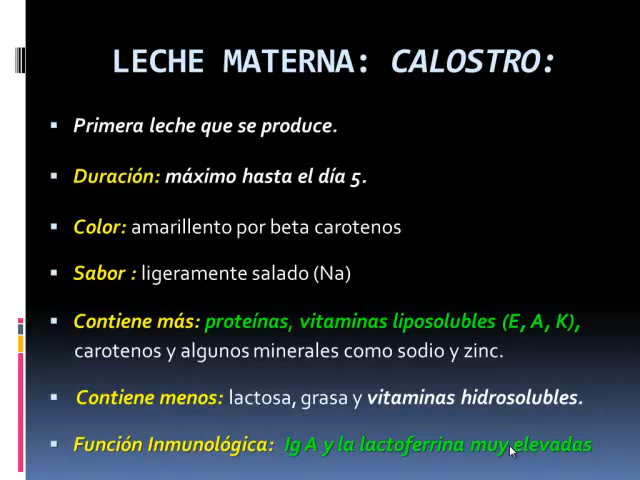 LECHE MATERNA: CALOSTRO:
Primera leche que se produce.
Duración: máximo hasta el día 5.
Color: amarillento por beta carotenos
Sabor : ligeramente salado (Na)
Contiene más: proteínas, vitaminas liposolubles (E, A, K),
carotenos y algunos minerales como sodio y zinc.
Contiene menos: lactosa, grasa y vitaminas hidrosolubles.
Función Inmunológica: Ig A y la lactoferrina muy elevadas